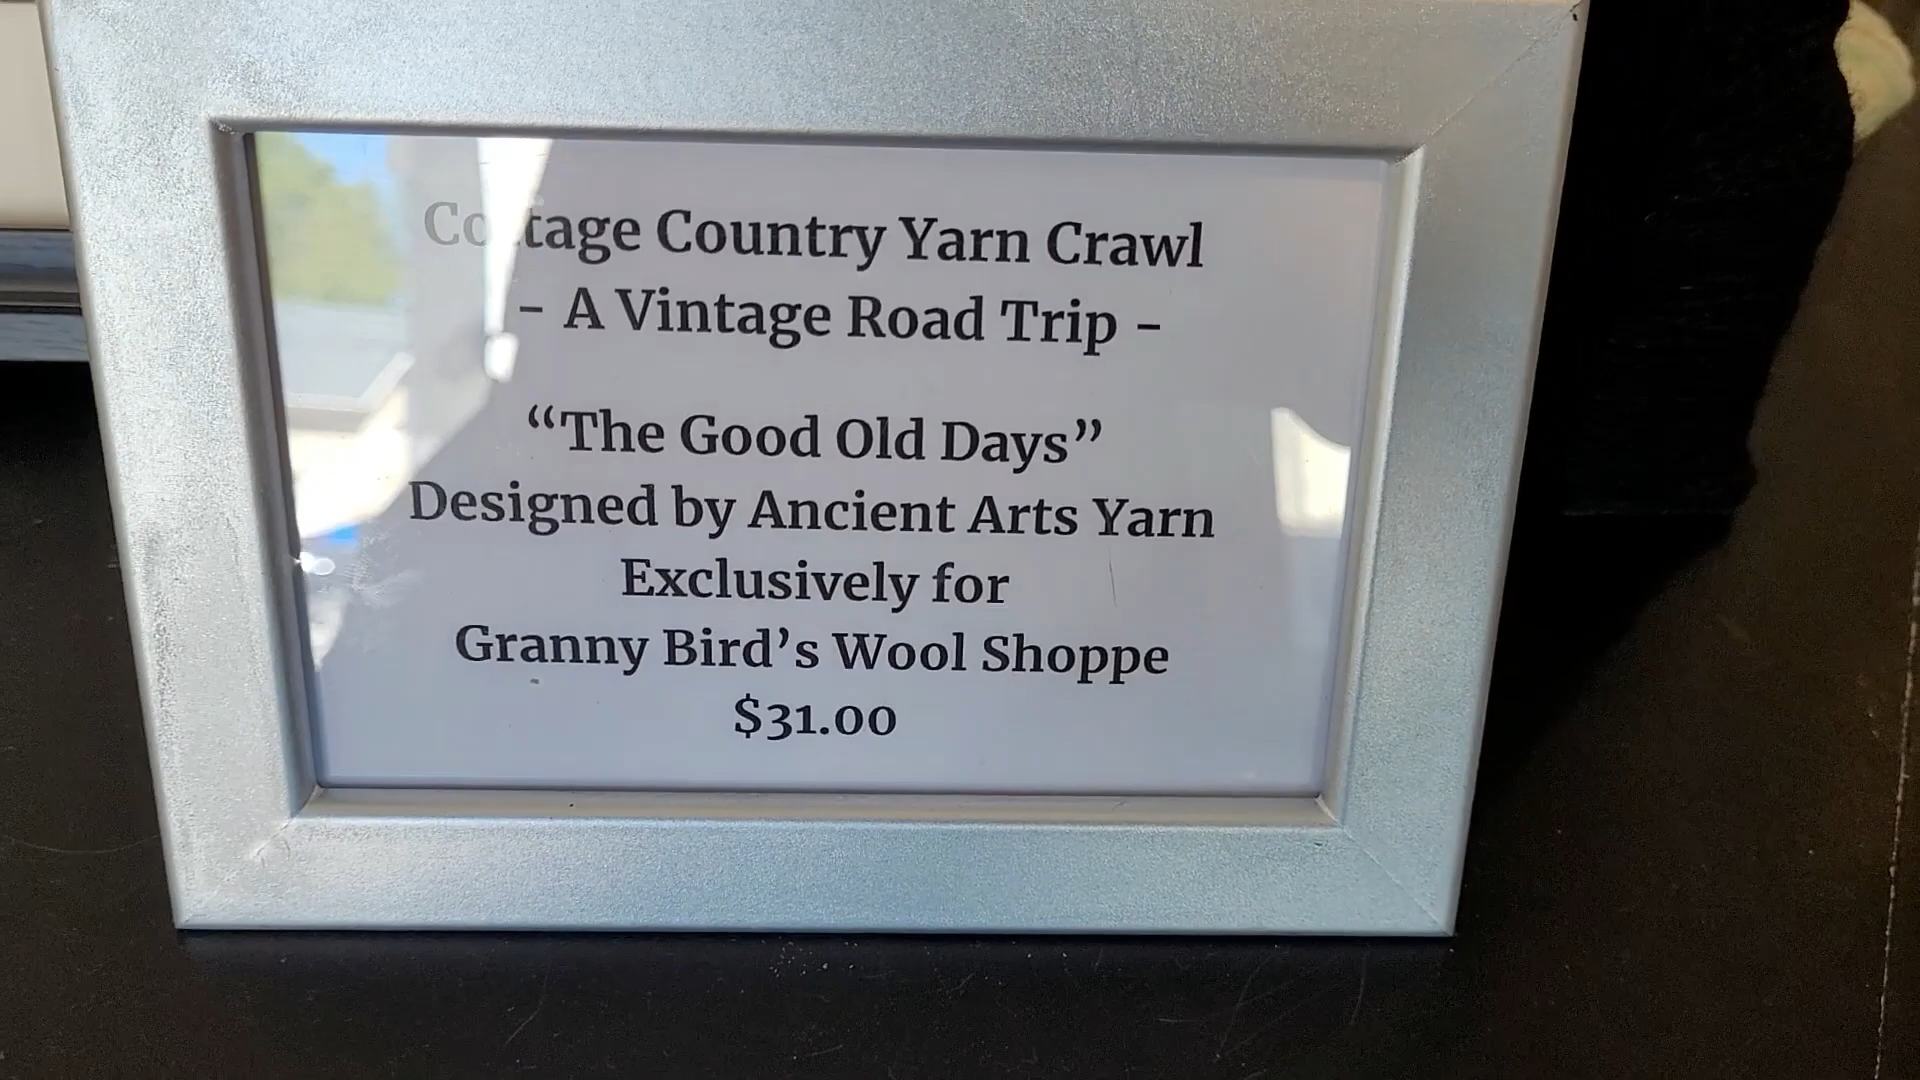 Cottage Country Yarn Crawl
- A Vintage Road Trip -
“The Good Old Days”
Designed by Ancient Arts Yarn
Exclusively for
Granny Bird’s Wool Shoppe
$31.00